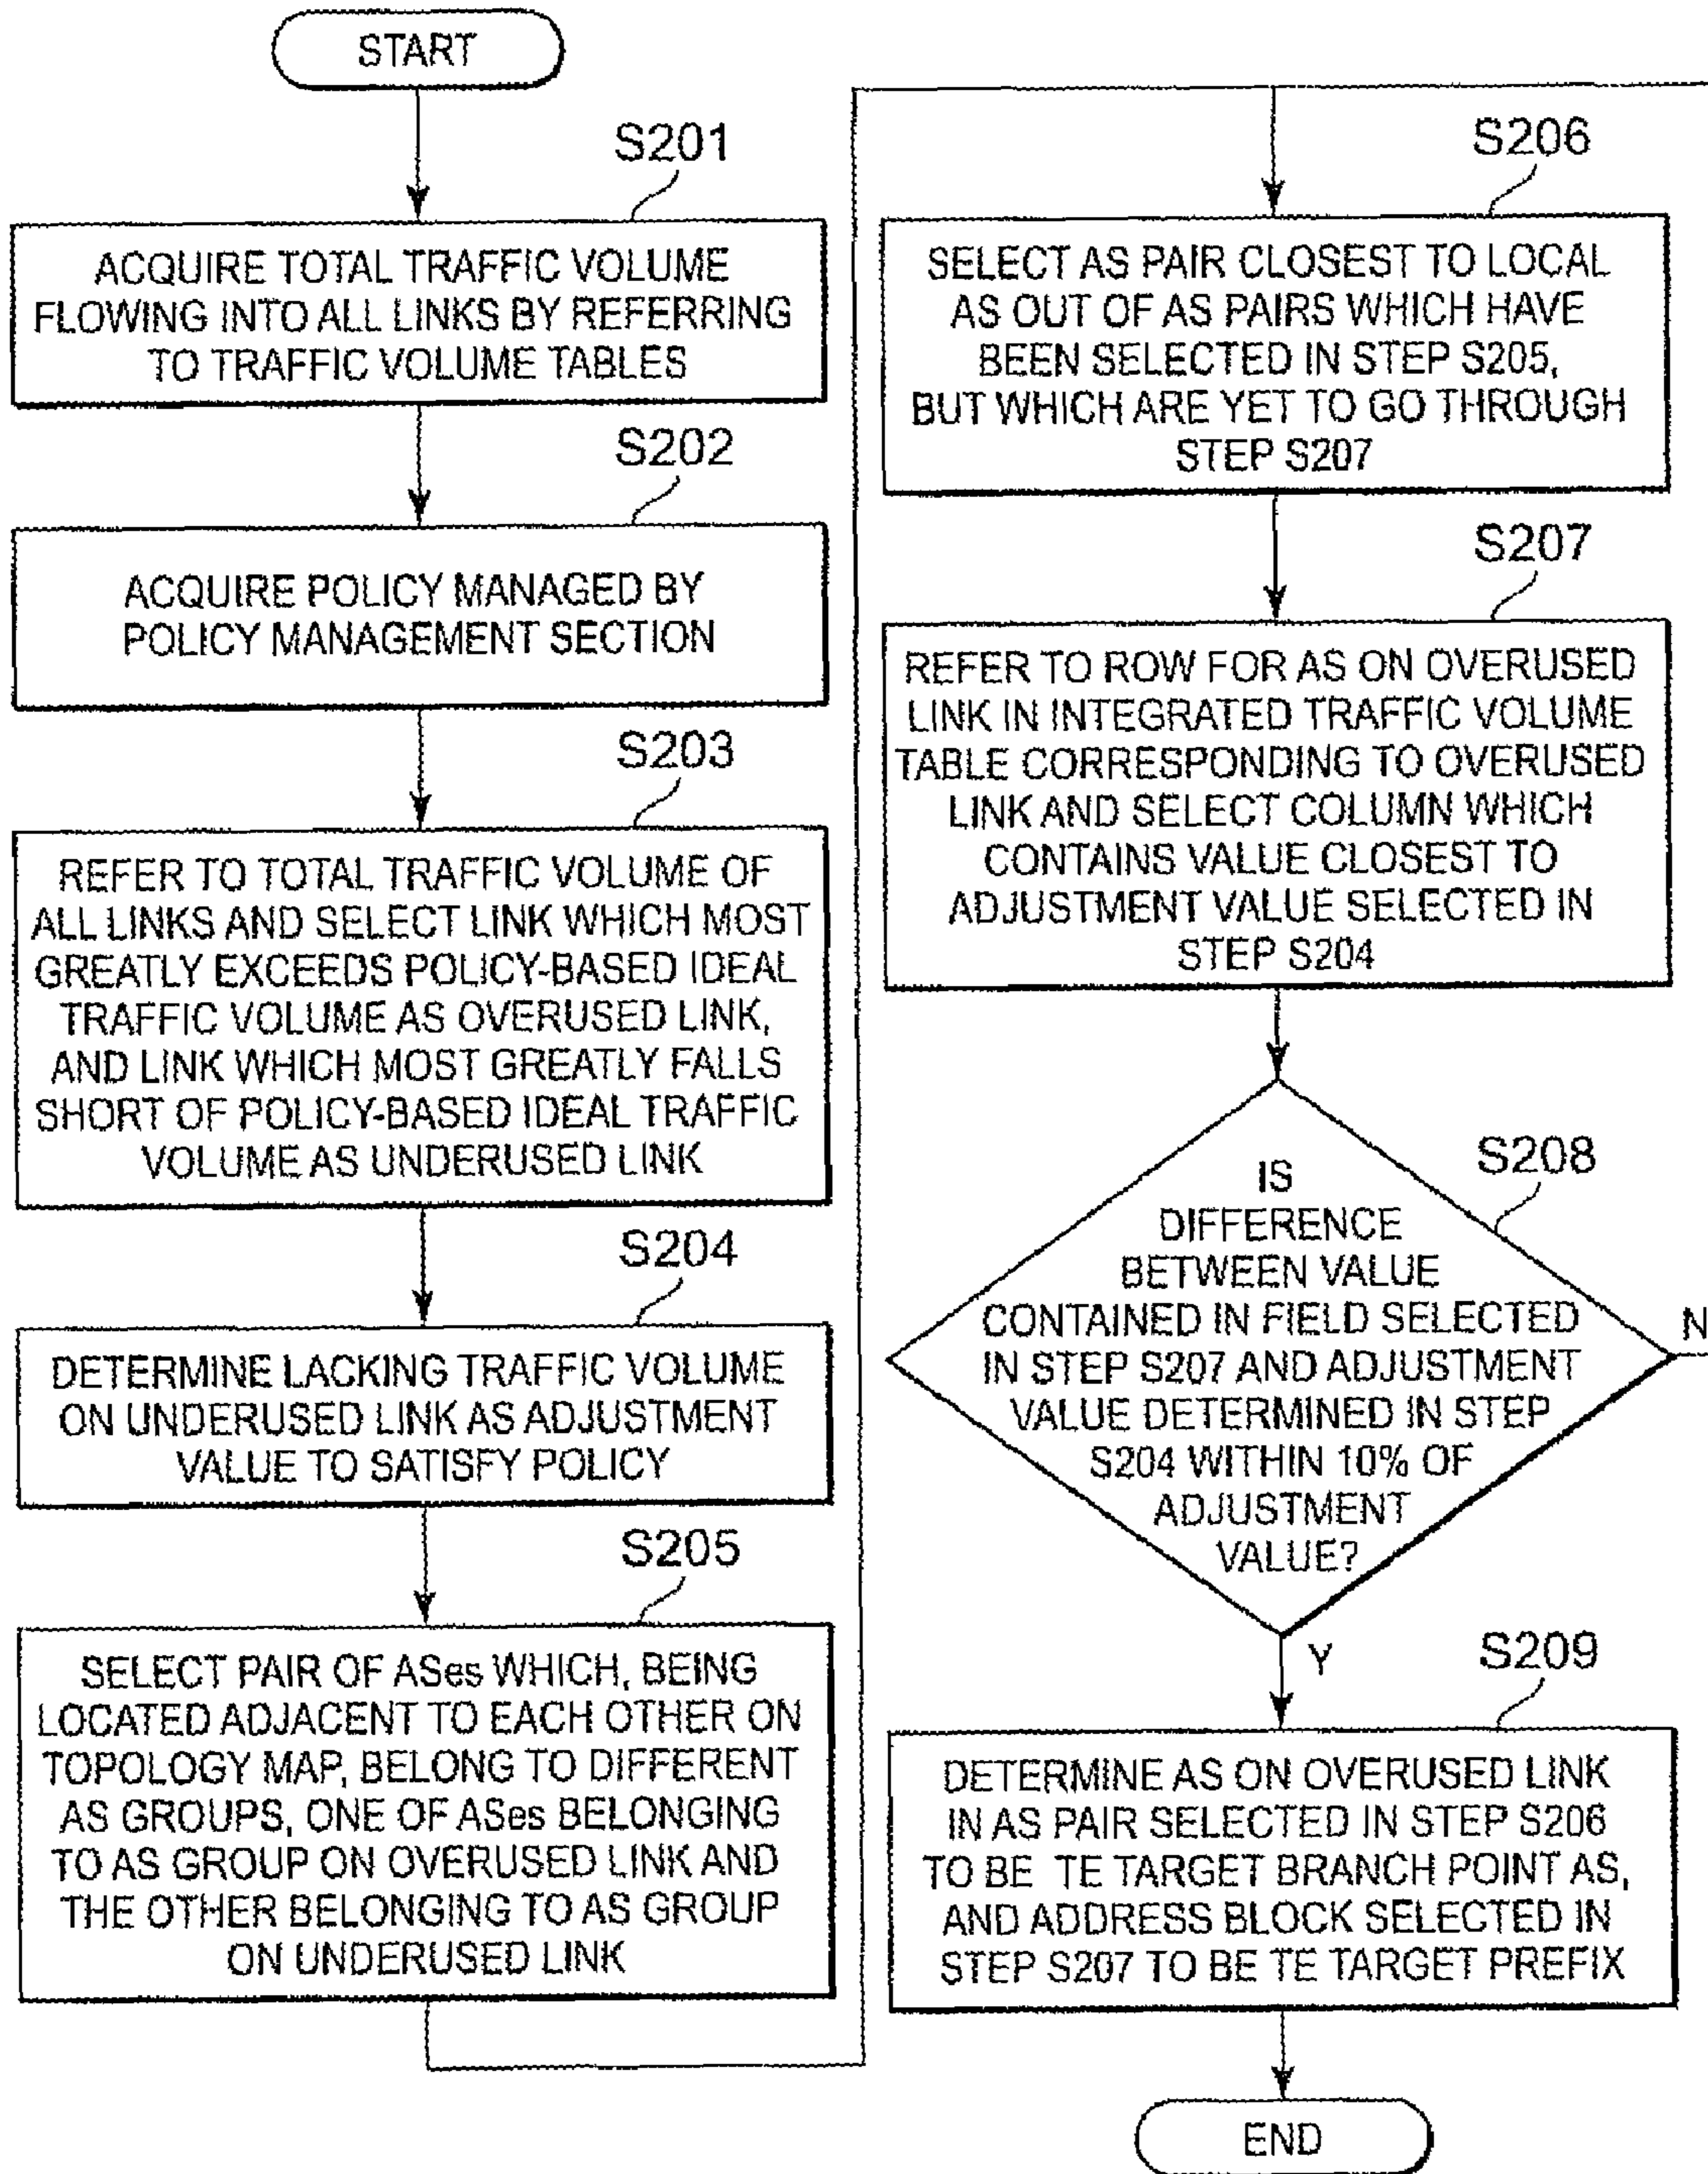 START
S201
ACQUIRE TOTAL TRAFFIC VOLUME
FLOWING INTO ALL LINKS BY REFERRING
TO TRAFFIC VOLUME TABLES
S202
ACQUIRE POLICY MANAGED BY
POLICY MANAGEMENT SECTION
S203
REFER TO TOTAL TRAFFIC VOLUME OF
ALL LINKS AND SELECT LINK WHICH MOST
GREATLY EXCEEDS POLICY-BASED IDEAL
TRAFFIC VOLUME AS OVERUSED LINK,
AND LINK WHICH MOST GREATLY FALLS
SHORT OF POLICY-BASED IDEAL TRAFFIC
VOLUME AS UNDERUSED LINK
S204
DETERMINE LACKING TRAFFIC VOLUME
ON UNDERUSED LINK AS ADJUSTMENT
VALUE TO SATISFY POLICY
S205
SELECT PAIR OF ASes WHICH, BEING
LOCATED ADJACENT TO EACH OTHER ON
TOPOLOGY MAP, BELONG TO DIFFERENT
AS GROUPS, ONE OF ASes BELONGING
TO AS GROUP ON OVERUSED LINK AND
THE OTHER BELONGING TO AS GROUP
ON UNDERUSED LINK
S206
SELECT AS PAIR CLOSEST TO LOCAL
AS OUT OF AS PAIRS WHICH HAVE
BEEN SELECTED IN STEP S205,
BUT WHICH ARE YET TO GO THROUGH
STEP S207
S207
REFER TO ROW FOR AS ON OVERUSED
LINK IN INTEGRATED TRAFFIC VOLUME
TABLE CORRESPONDING TO OVERUSED
LINK AND SELECT COLUMN WHICH
CONTAINS VALUE CLOSEST TO
ADJUSTMENT VALUE SELECTED IN
STEP S204
S208
IS
DIFFERENCE
BETWEEN VALUE
CONTAINED IN FIELD SELECTED
IN STEP S207 AND ADJUSTMENT
VALUE DETERMINED IN STEP
S204 WITHIN 10% OF
ADJUSTMENT
VALUE?
N
Y
S209
DETERMINE AS ON OVERUSED LINK
IN AS PAIR SELECTED IN STEP S206
TO BE TE TARGET BRANCH POINT AS,
AND ADDRESS BLOCK SELECTED IN
STEP S207 TO BE TE TARGET PREFIX
END